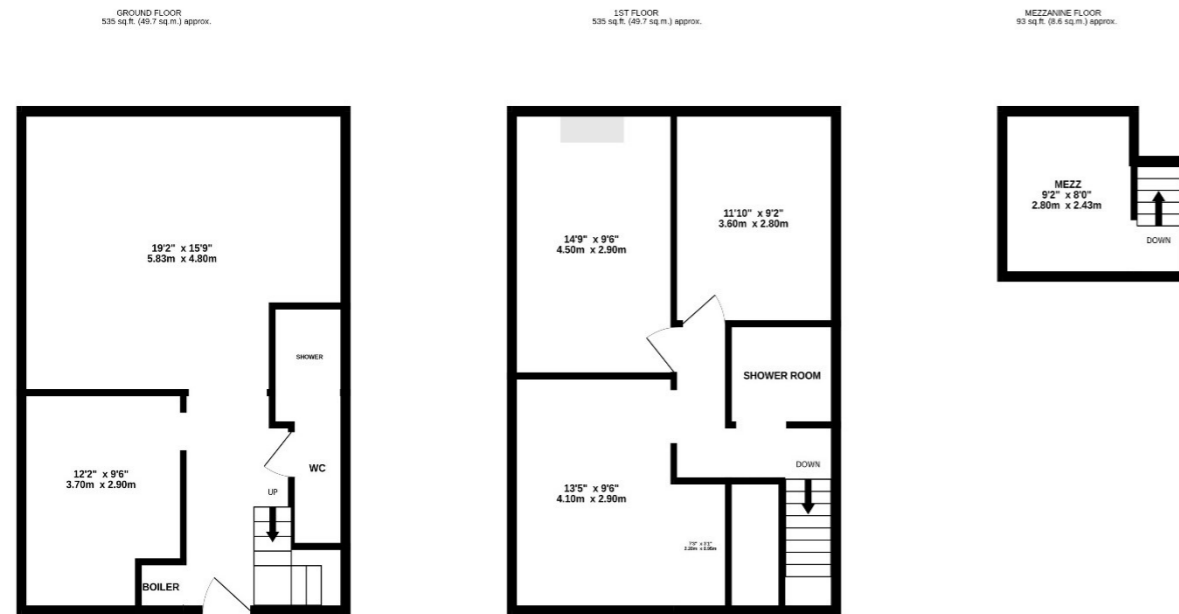 GROUND FLOOR
535 sq.ft. (49.7 sq.m.) approx.
1ST FLOOR
535 sq.ft. (49.7 sq.m.) approx.
MEZZANINE FLOOR
93 sq.ft. (8.6 sq.m.) approx.
19'2" x 15'9"
5.83m x 4.80m
SHOWER
12'2" x 9'6"
3.70m x 2.90m
WC
UP
BOILER
14'9" x 9'6"
4.50m x 2.90m
11'10" x 9'2"
3.60m x 2.80m
SHOWER ROOM
DOWN
13'5" x 9'6"
4.10m x 2.90m
MEZZ
9'2" x 8'0"
2.80m x 2.43m
DOWN